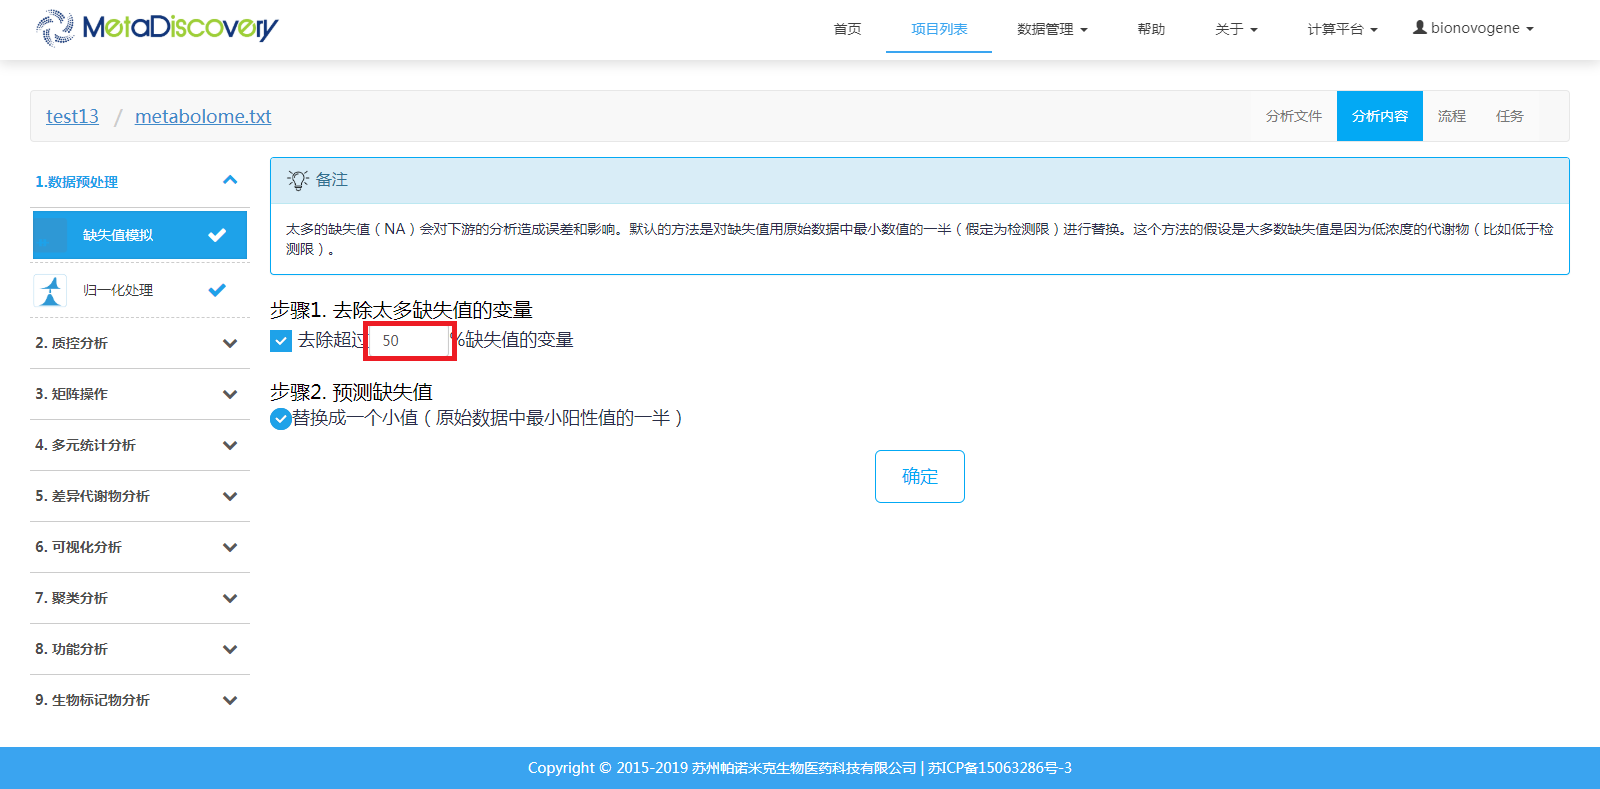 MetaDiscovery
首页
项目列表
数据管理
帮助
关于
计算平台
bionovogene
test13 / metabolome.txt
分析文件
分析内容
流程
任务
1.数据预处理
缺失值模拟
归一化处理
2. 质控分析
3. 矩阵操作
4. 多元统计分析
5. 差异代谢物分析
6. 可视化分析
7. 聚类分析
8. 功能分析
9. 生物标记物分析
备注
太多的缺失值（NA）会对下游的分析造成误差和影响。默认的方法是对缺失值用原始数据中最小数值的一半（假定为检测限）进行替换。这个方法的假设是大多数缺失值是因为低浓度的代谢物（比如低于检
测限）。
步骤1. 去除太多缺失值的变量
去除超过 50 %缺失值的变量
步骤2. 预测缺失值
替换成一个小值（原始数据中最小阳性值的一半）
确定
Copyright © 2015-2019 苏州帕诺米克生物医药科技有限公司 | 苏ICP备15063286号-3